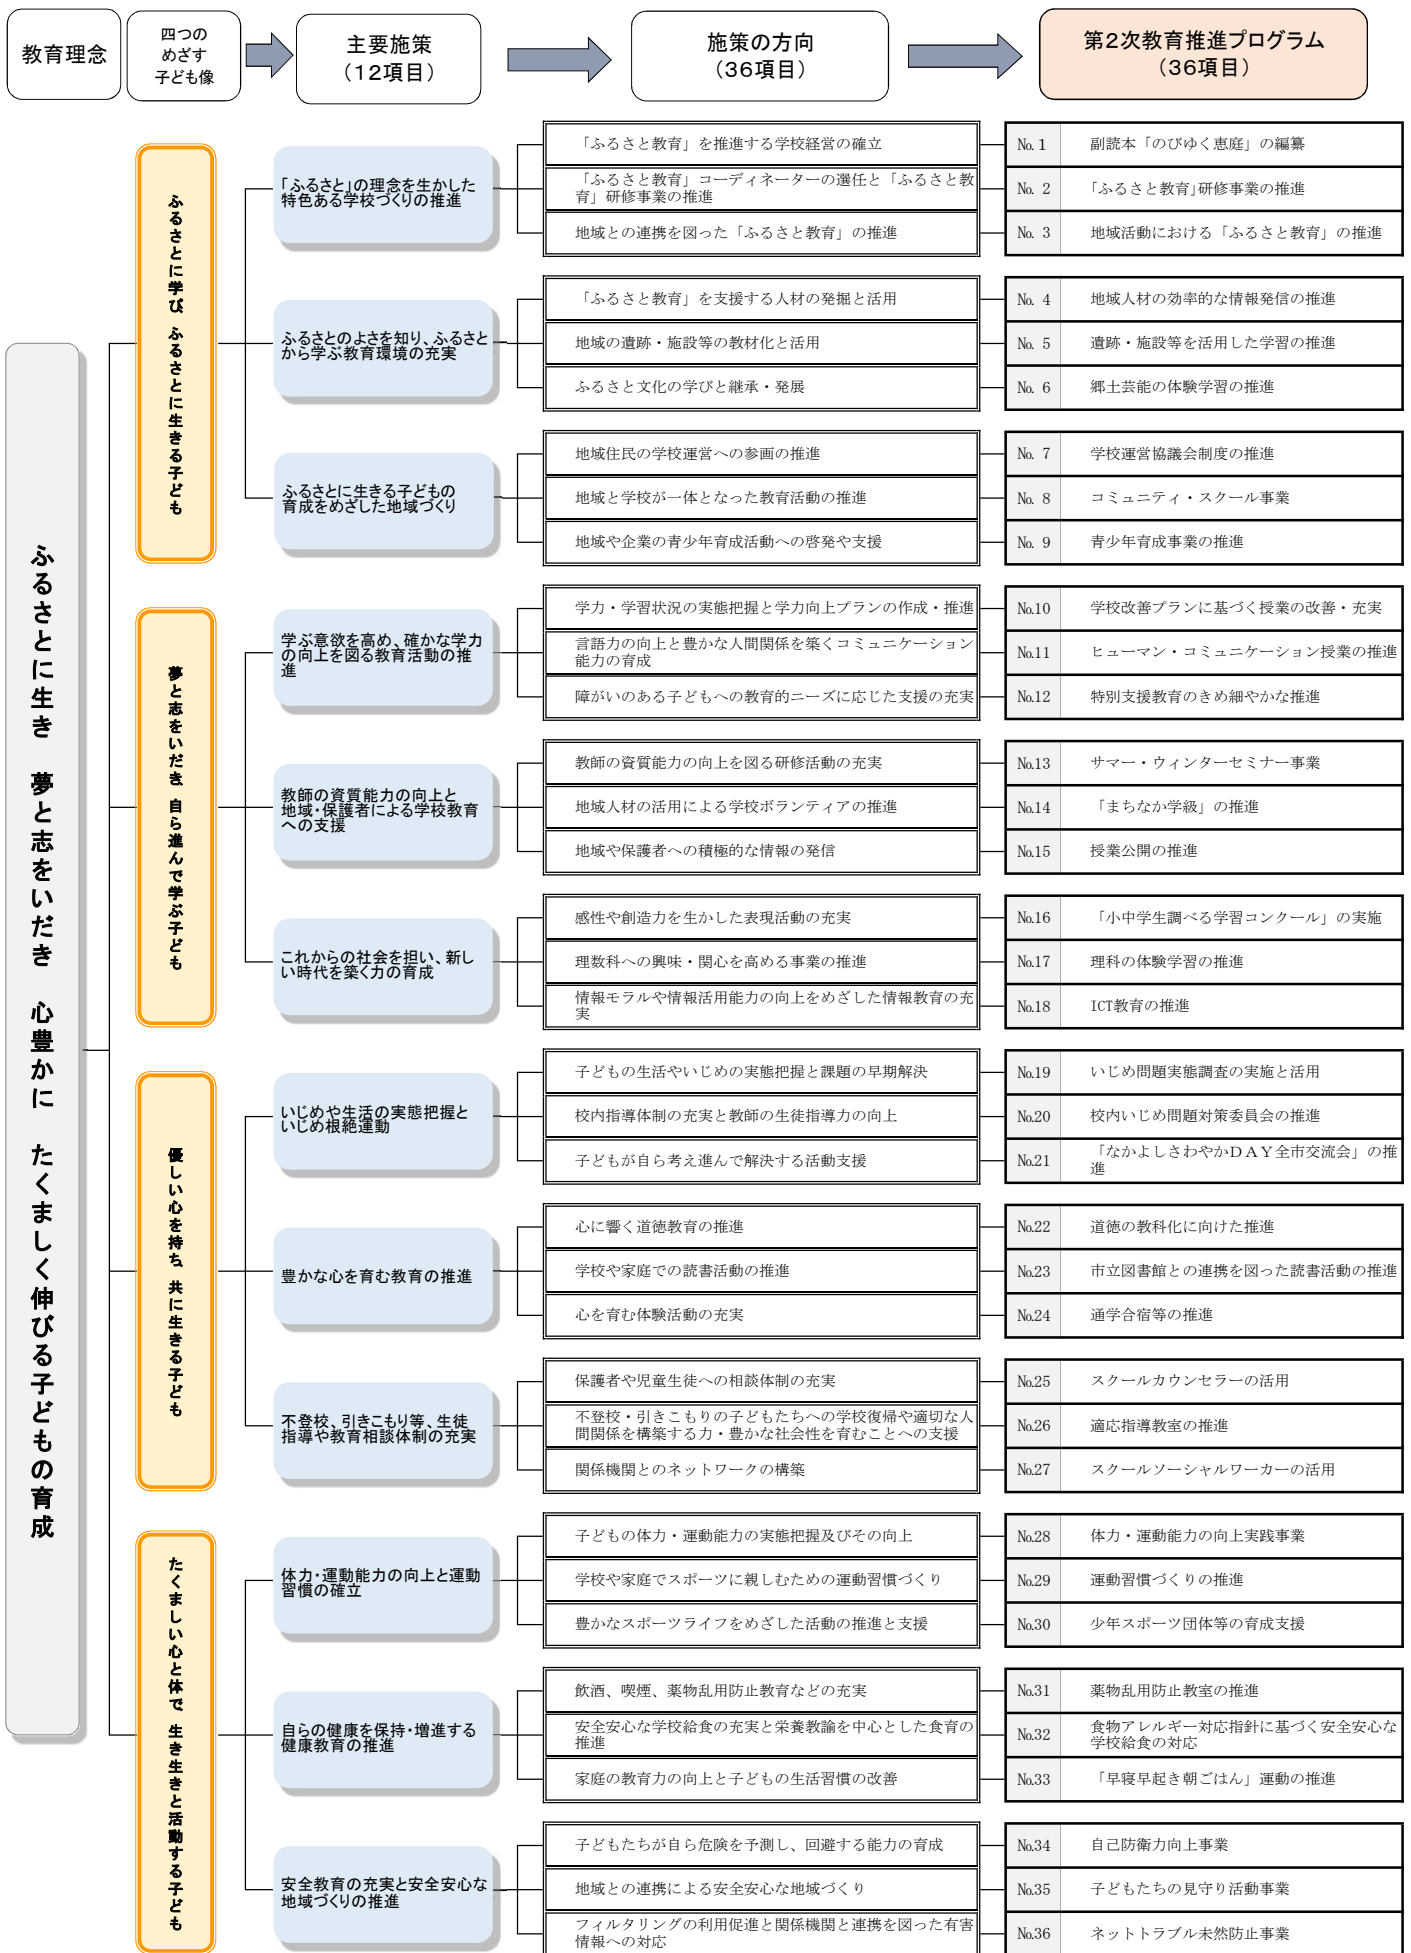 教育理念
四つの
めざす
子ども像
主要施策
（12項目）
施策の方向
（36項目）
第2次教育推進プログラム
（36項目）
ふるさとに生き　夢と志をいだき　心豊かに　たくましく伸びる子どもの育成
ふるさとに学び　ふるさとに生きる子ども
「ふるさと」の理念を生かした
特色ある学校づくりの推進
「ふるさと教育」を推進する学校経営の確立
№1
副読本「のびゆく恵庭」の編纂
「ふるさと教育」コーディネーターの選任と「ふるさと教
育」研修事業の推進
№ 2
「ふるさと教育」研修事業の推進
地域との連携を図った「ふるさと教育」の推進
№ 3
地域活動における「ふるさと教育」の推進
ふるさとのよさを知り、ふるさと
から学ぶ教育環境の充実
「ふるさと教育」を支援する人材の発掘と活用
№ 4
地域人材の効率的な情報発信の推進
地域の遺跡・施設等の教材化と活用
№ 5
遺跡・施設等を活用した学習の推進
ふるさと文化の学びと継承・発展
№ 6
郷土芸能の体験学習の推進
ふるさとに生きる子どもの
育成をめざした地域づくり
地域住民の学校運営への参画の推進
№ 7
学校運営協議会制度の推進
地域と学校が一体となった教育活動の推進
№ 8
コミュニティ・スクール事業
地域や企業の青少年育成活動への啓発や支援
№ 9
青少年育成事業の推進
夢と志をいだき　自ら進んで学ぶ子ども
学ぶ意欲を高め、確かな学力
の向上を図る教育活動の推
進
学力・学習状況の実態把握と学力向上プランの作成・推進
№10
学校改善プランに基づく授業の改善・充実
言語力の向上と豊かな人間関係を築くコミュニケーション
能力の育成
№11
ヒューマン・コミュニケーション授業の推進
障がいのある子どもへの教育的ニーズに応じた支援の充実
№12
特別支援教育のきめ細やかな推進
教師の資質能力の向上と
地域・保護者による学校教育
への支援
教師の資質能力の向上を図る研修活動の充実
№13
サマー・ウィンターセミナー事業
地域人材の活用による学校ボランティアの推進
№14
「まちなか学級」の推進
地域や保護者への積極的な情報の発信
№15
授業公開の推進
これからの社会を担い、新し
い時代を築く力の育成
感性や創造力を生かした表現活動の充実
№16
「小中学生調べる学習コンクール」の実施
理数科への興味・関心を高める事業の推進
№17
理科の体験学習の推進
情報モラルや情報活用能力の向上をめざした情報教育の充
実
№18
ICT教育の推進
優しい心を持ち　共に生きる子ども
いじめや生活の実態把握と
いじめ根絶運動
子どもの生活やいじめの実態把握と課題の早期解決
№19
いじめ問題実態調査の実施と活用
校内指導体制の充実と教師の生徒指導力の向上
№20
校内いじめ問題対策委員会の推進
子どもが自ら考え進んで解決する活動支援
№21
「なかよしさわやかＤＡＹ全市交流会」の推
進
豊かな心を育む教育の推進
心に響く道徳教育の推進
№22
道徳の教科化に向けた推進
学校や家庭での読書活動の推進
№23
市立図書館との連携を図った読書活動の推進
心を育む体験活動の充実
№24
通学合宿等の推進
不登校、引きこもり等、生徒
指導や教育相談体制の充実
保護者や児童生徒への相談体制の充実
№25
スクールカウンセラーの活用
不登校・引きこもりの子どもたちへの学校復帰や適切な人
間関係を構築する力・豊かな社会性を育むことへの支援
№26
適応指導教室の推進
関係機関とのネットワークの構築
№27
スクールソーシャルワーカーの活用
たくましい心と体で　生き生きと活動する子ども
体力・運動能力の向上と運動
習慣の確立
子どもの体力・運動能力の実態把握及びその向上
№28
体力・運動能力の向上実践事業
学校や家庭でスポーツに親しむための運動習慣づくり
№29
運動習慣づくりの推進
豊かなスポーツライフをめざした活動の推進と支援
№30
少年スポーツ団体等の育成支援
自らの健康を保持・増進する
健康教育の推進
飲酒、喫煙、薬物乱用防止教育などの充実
№31
薬物乱用防止教室の推進
安全安心な学校給食の充実と栄養教諭を中心とした食育の
推進
№32
食物アレルギー対応指針に基づく安全安心な
学校給食の対応
家庭の教育力の向上と子どもの生活習慣の改善
№33
「早寝早起き朝ごはん」運動の推進
安全教育の充実と安全安心な
地域づくりの推進
子どもたちが自ら危険を予測し、回避する能力の育成
№34
自己防衛力向上事業
地域との連携による安全安心な地域づくり
№35
子どもたちの見守り活動事業
フィルタリングの利用促進と関係機関と連携を図った有害
情報への対応
№36
ネットトラブル未然防止事業